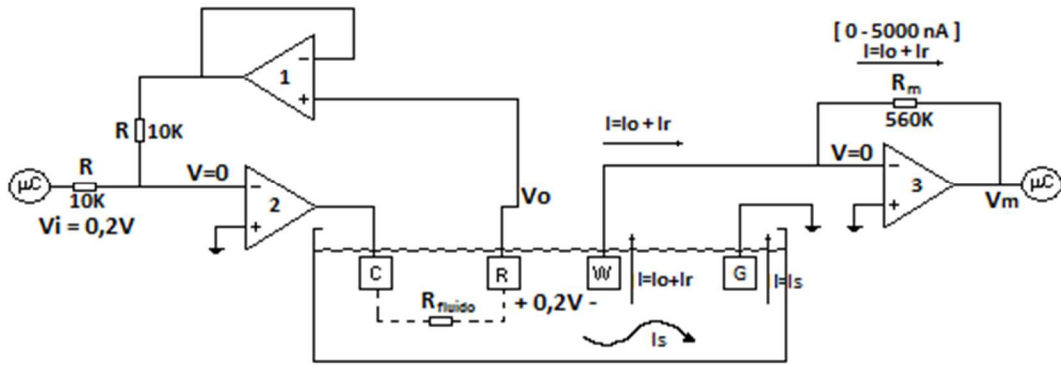 [ 0 - 5000 nA ]
I=Io + Ir
Rm
560K
1
−
+
R
10K
I=Io + Ir
μC
R
10K
Vi = 0,2V
V=0
−
+
2
Vo
V=0
−
+
3
Vm
μC
C
R
W
G
I=Io+Ir
I=Is
Rfluido
+ 0,2V -
Is